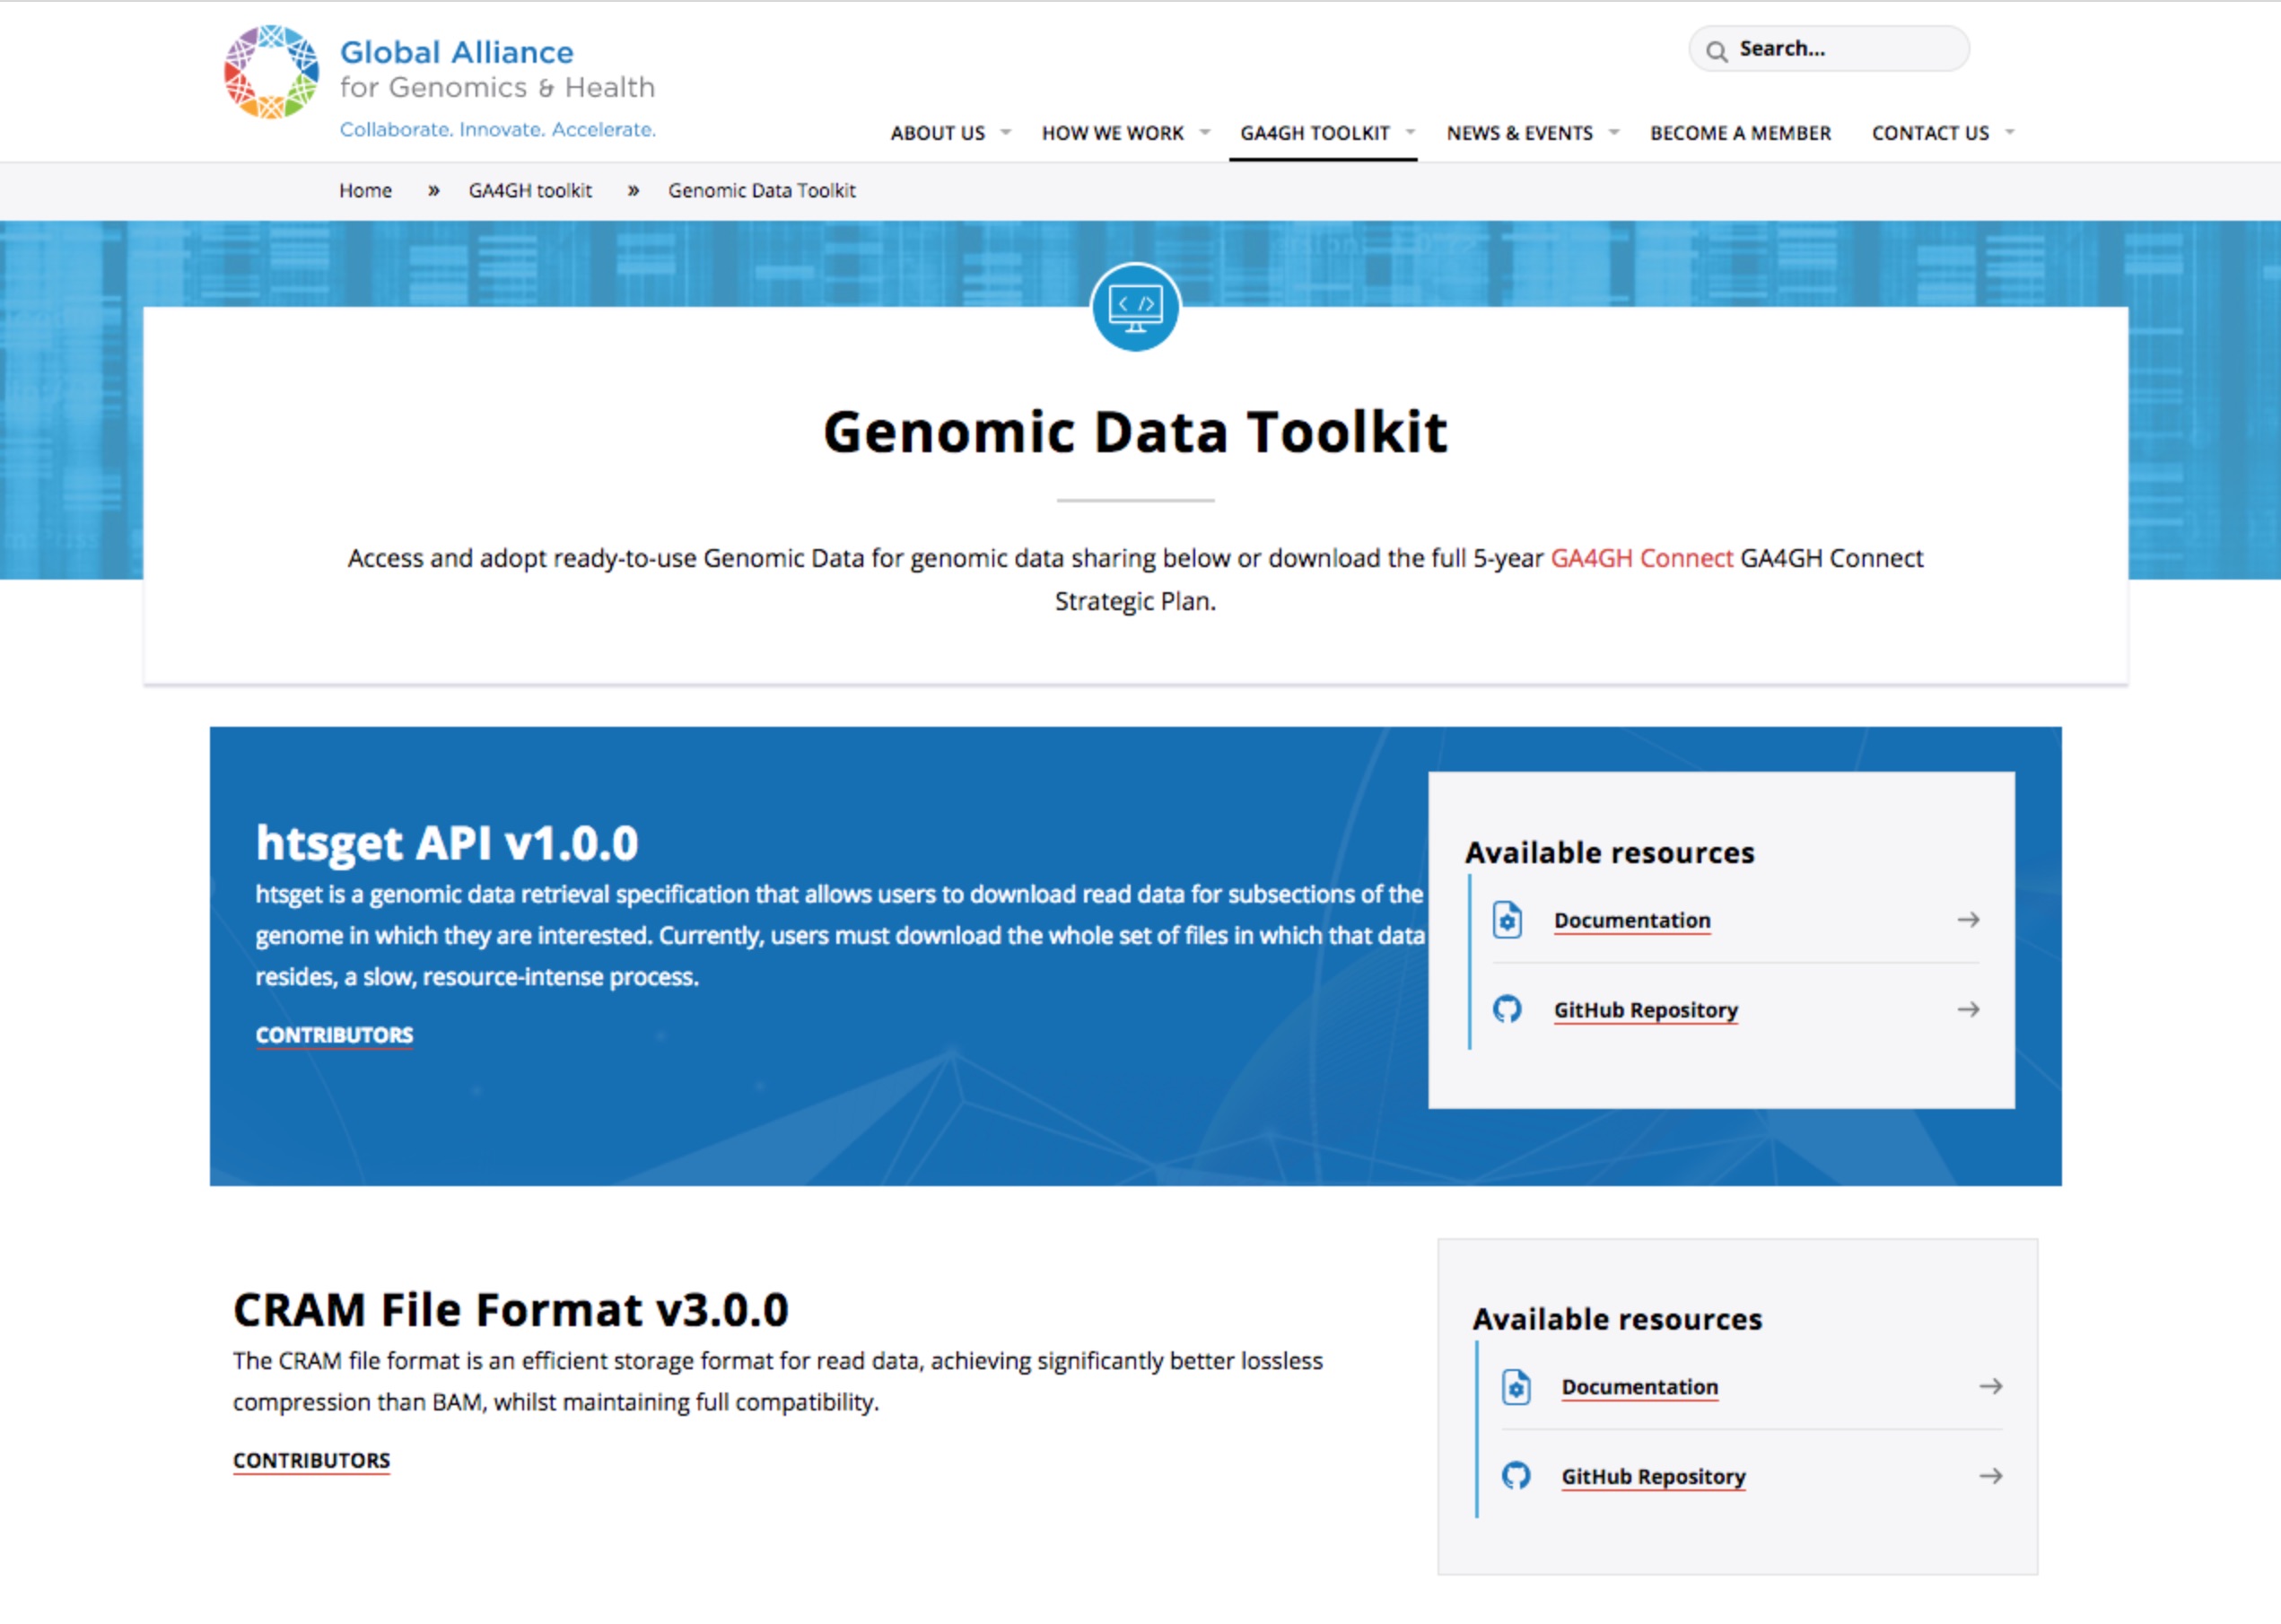 Global Alliance
for Genomics & Health
Collaborate. Innovate. Accelerate.
Search...
ABOUT US HOW WE WORK GA4GH TOOLKIT NEWS & EVENTS BECOME A MEMBER CONTACT US
Home » GA4GH toolkit » Genomic Data Toolkit
Genomic Data Toolkit
Access and adopt ready-to-use Genomic Data for genomic data sharing below or download the full 5-year GA4GH Connect GA4GH Connect
Strategic Plan.
htsget API v1.0.0
htsget is a genomic data retrieval specification that allows users to download read data for subsections of the
genome in which they are interested. Currently, users must download the whole set of files in which that data
resides, a slow, resource-intense process.
CONTRIBUTORS
Available resources
Documentation
GitHub Repository
CRAM File Format v3.0.0
The CRAM file format is an efficient storage format for read data, achieving significantly better lossless
compression than BAM, whilst maintaining full compatibility.
CONTRIBUTORS
Available resources
Documentation
GitHub Repository